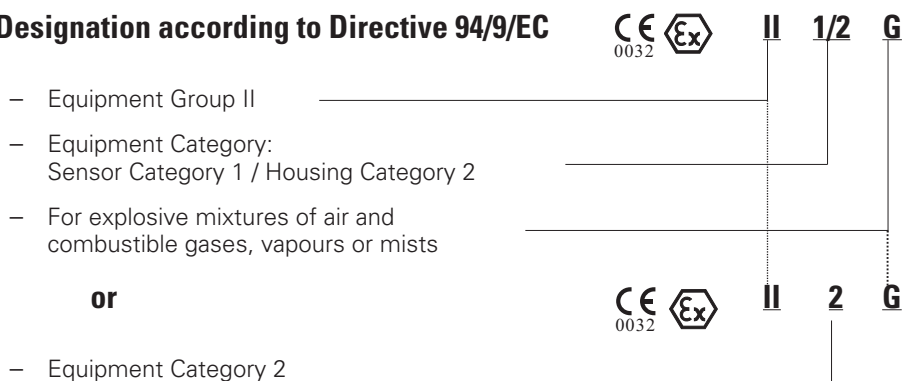 Designation according to Directive 94/9/EC CE 0032 Ex II 1/2 G
– Equipment Group II
– Equipment Category:
Sensor Category 1 / Housing Category 2
– For explosive mixtures of air and
combustible gases, vapours or mists
or CE 0032 Ex II 2 G
– Equipment Category 2